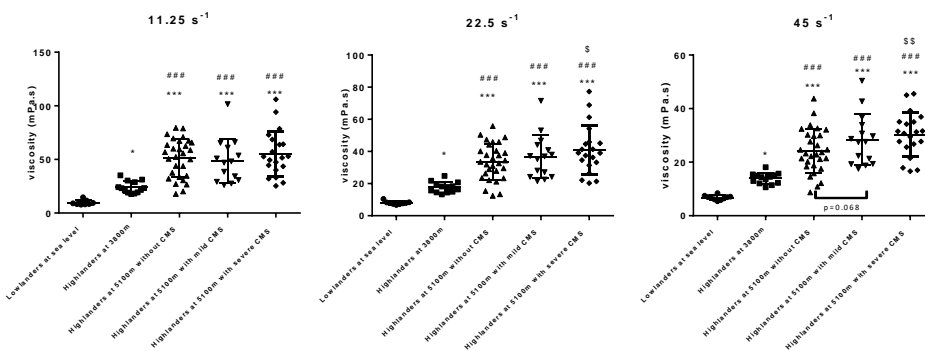 11.25 s-1
viscosity (mPa.s)
150
100
50
0
*
###
***
###
***
###
***
Lowlanders at sea level
Highlanders at 3800m
Highlanders at 5100m without CMS
Highlanders at 5100m with mild CMS
Highlanders at 5100m with severe CMS
22.5 s-1
viscosity (mPa.s)
100
80
60
40
20
0
*
###
***
###
***
$
###
***
Lowlanders at sea level
Highlanders at 3800m
Highlanders at 5100m without CMS
Highlanders at 5100m with mild CMS
Highlanders at 5100m with severe CMS
45 s-1
viscosity (mPa.s)
60
40
20
0
*
###
***
###
***
$$
###
***
p=0.068
Lowlanders at sea level
Highlanders at 3800m
Highlanders at 5100m without CMS
Highlanders at 5100m with mild CMS
Highlanders at 5100m with severe CMS